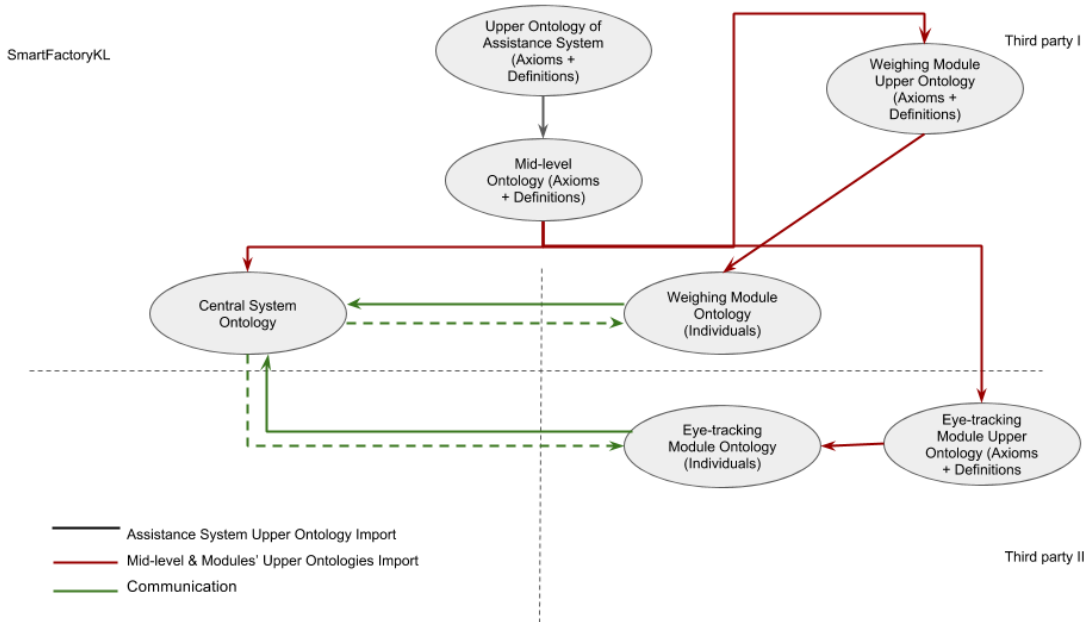 Upper Ontology of
Assistance System
(Axioms +
Definitions)
Third party I
SmartFactoryKL
Weighing Module
Upper Ontology
(Axioms +
Definitions)
Mid-level
Ontology (Axioms
+ Definitions)
Central System
Ontology
Weighing Module
Ontology
(Individuals)
Eye-tracking
Module Ontology
(Individuals)
Eye-tracking
Module Upper
Ontology (Axioms
+ Definitions
Assistance System Upper Ontology Import
Mid-level & Modules' Upper Ontologies Import
Communication
Third party II